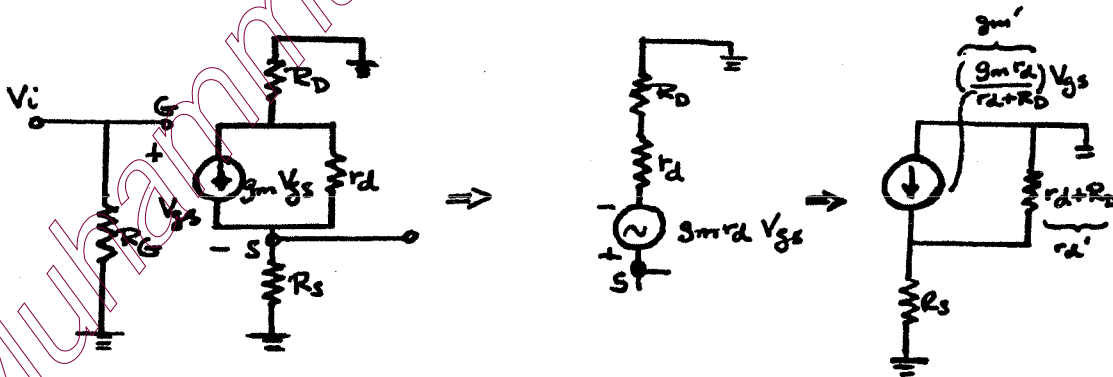 Vi
G
+
Vgs
-
RG
RD
gm Vgs
rd
S
Rs
⇒
RD
rd
-
+
gm rd Vgs
S
⇒
gm'
(gm rd / rd+RD) Vgs
rd+RD
rd'
Rs